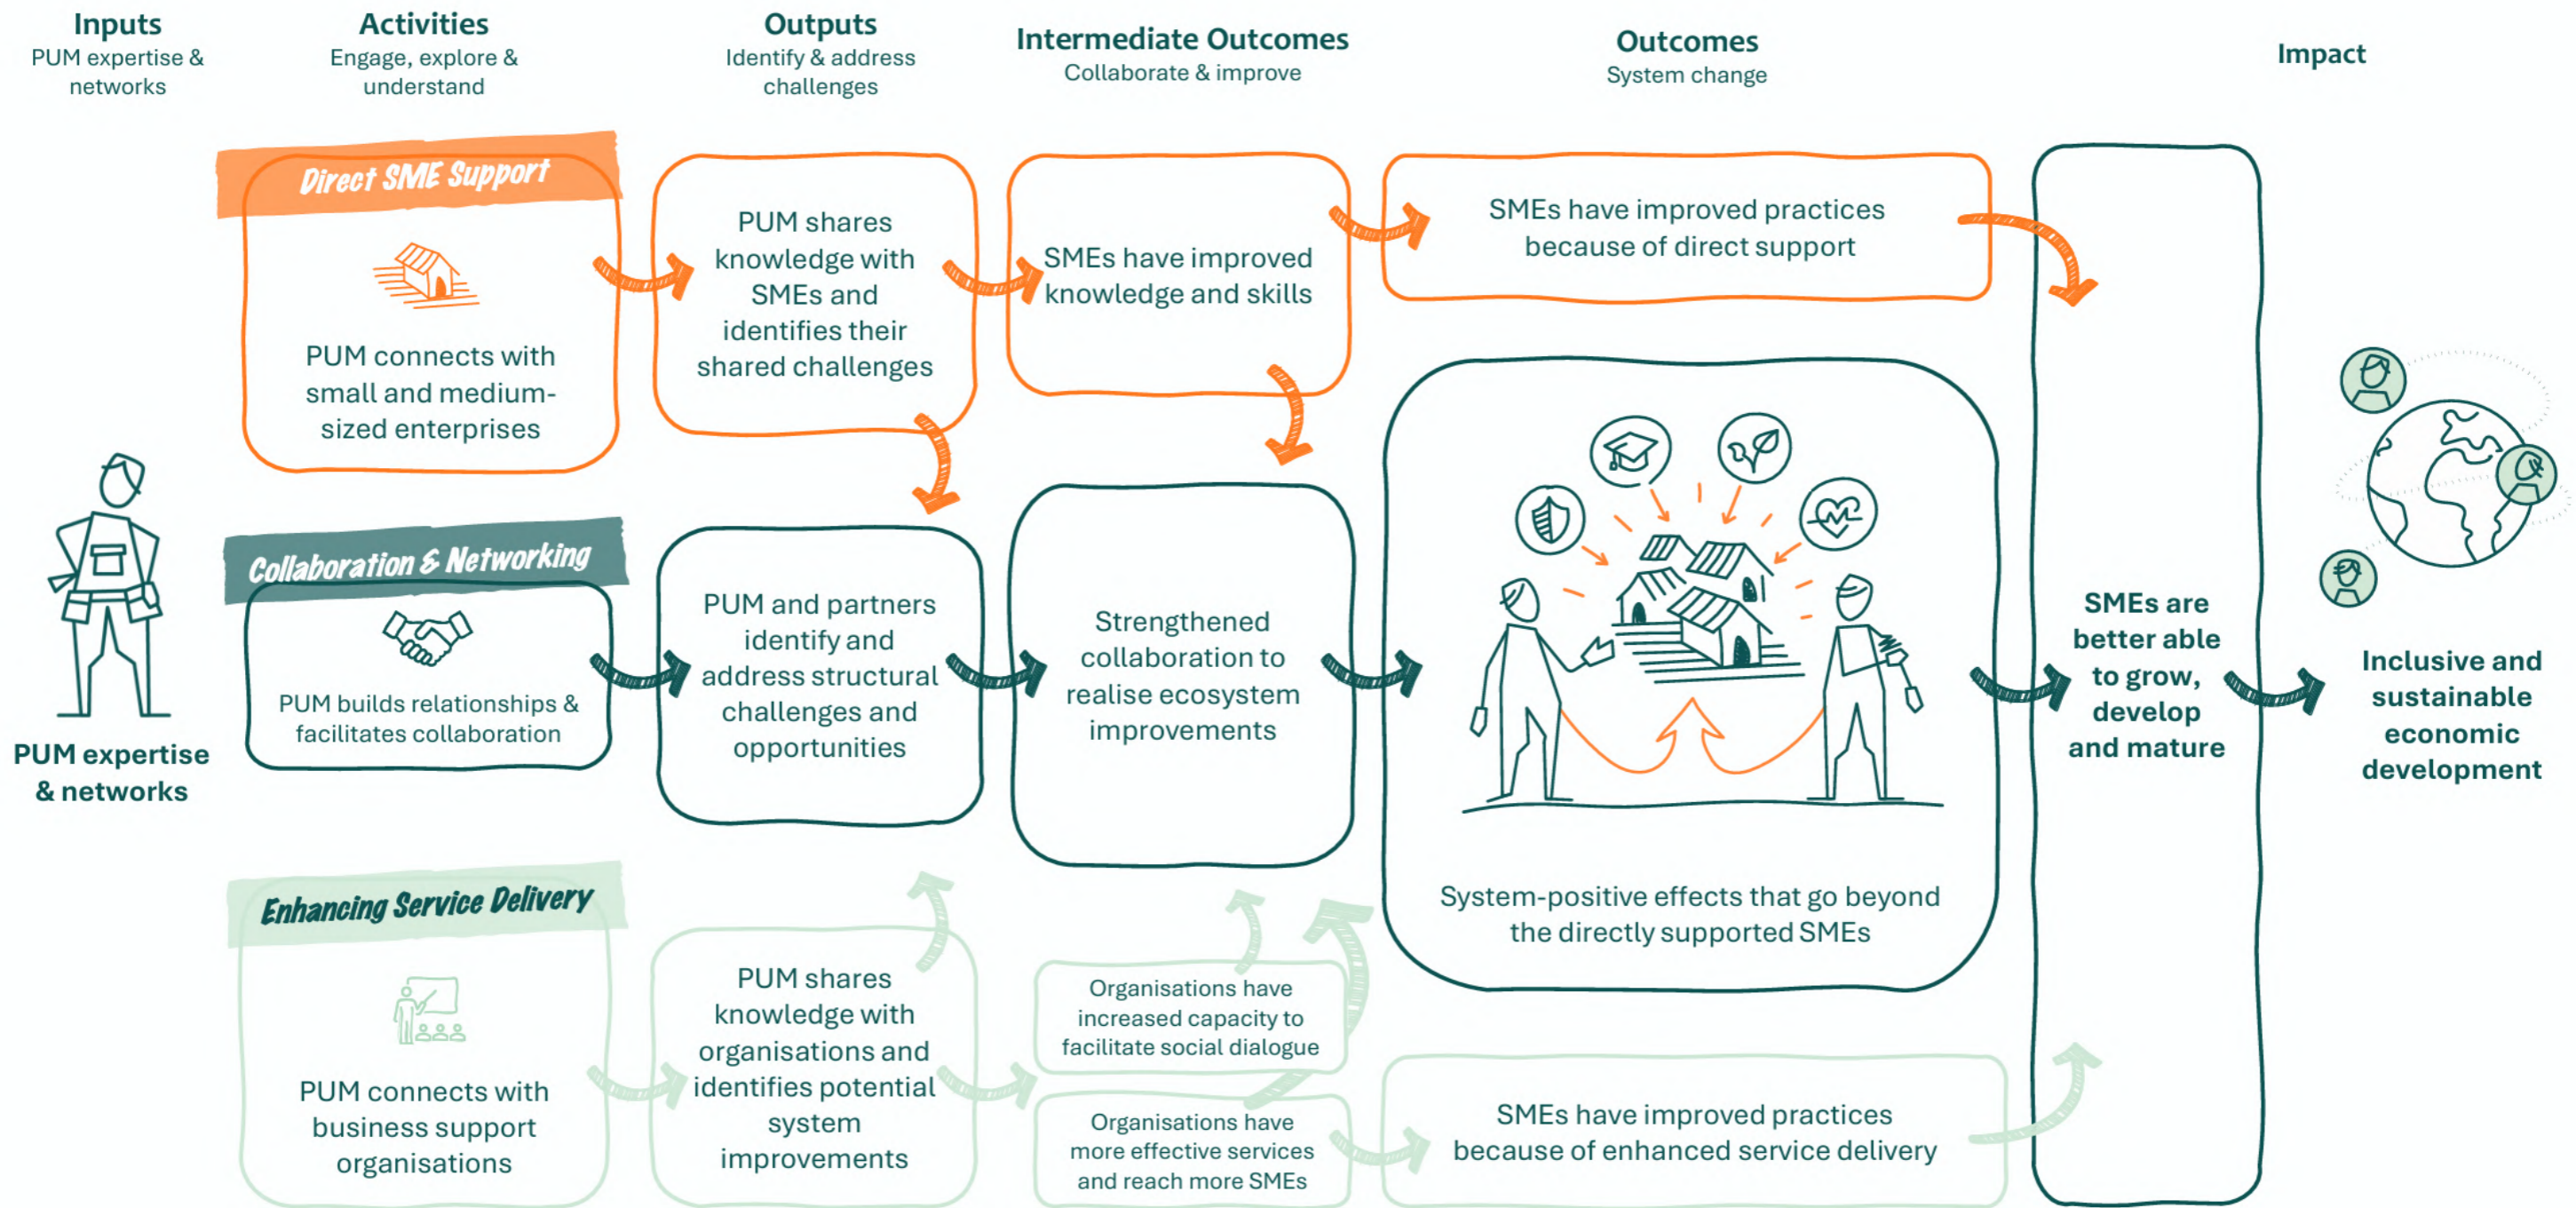 Inputs
PUM expertise &
networks
Activities
Engage, explore &
understand
Outputs
Identify & address
challenges
Intermediate Outcomes
Collaborate & improve
Outcomes
System change
Impact
PUM expertise
& networks
Direct SME Support
PUM connects with
small and medium-
sized enterprises
PUM shares
knowledge with
SMEs and
identifies their
shared challenges
SMEs have improved
knowledge and skills
SMEs have improved practices
because of direct support
Collaboration & Networking
PUM builds relationships &
facilitates collaboration
PUM and partners
identify and
address structural
challenges and
opportunities
Strengthened
collaboration to
realise ecosystem
improvements
System-positive effects that go beyond
the directly supported SMEs
Enhancing Service Delivery
PUM connects with
business support
organisations
PUM shares
knowledge with
organisations and
identifies potential
system
improvements
Organisations have
increased capacity to
facilitate social dialogue
Organisations have
more effective services
and reach more SMEs
SMEs have improved practices
because of enhanced service delivery
SMEs are
better able
to grow,
develop
and mature
Inclusive and
sustainable
economic
development